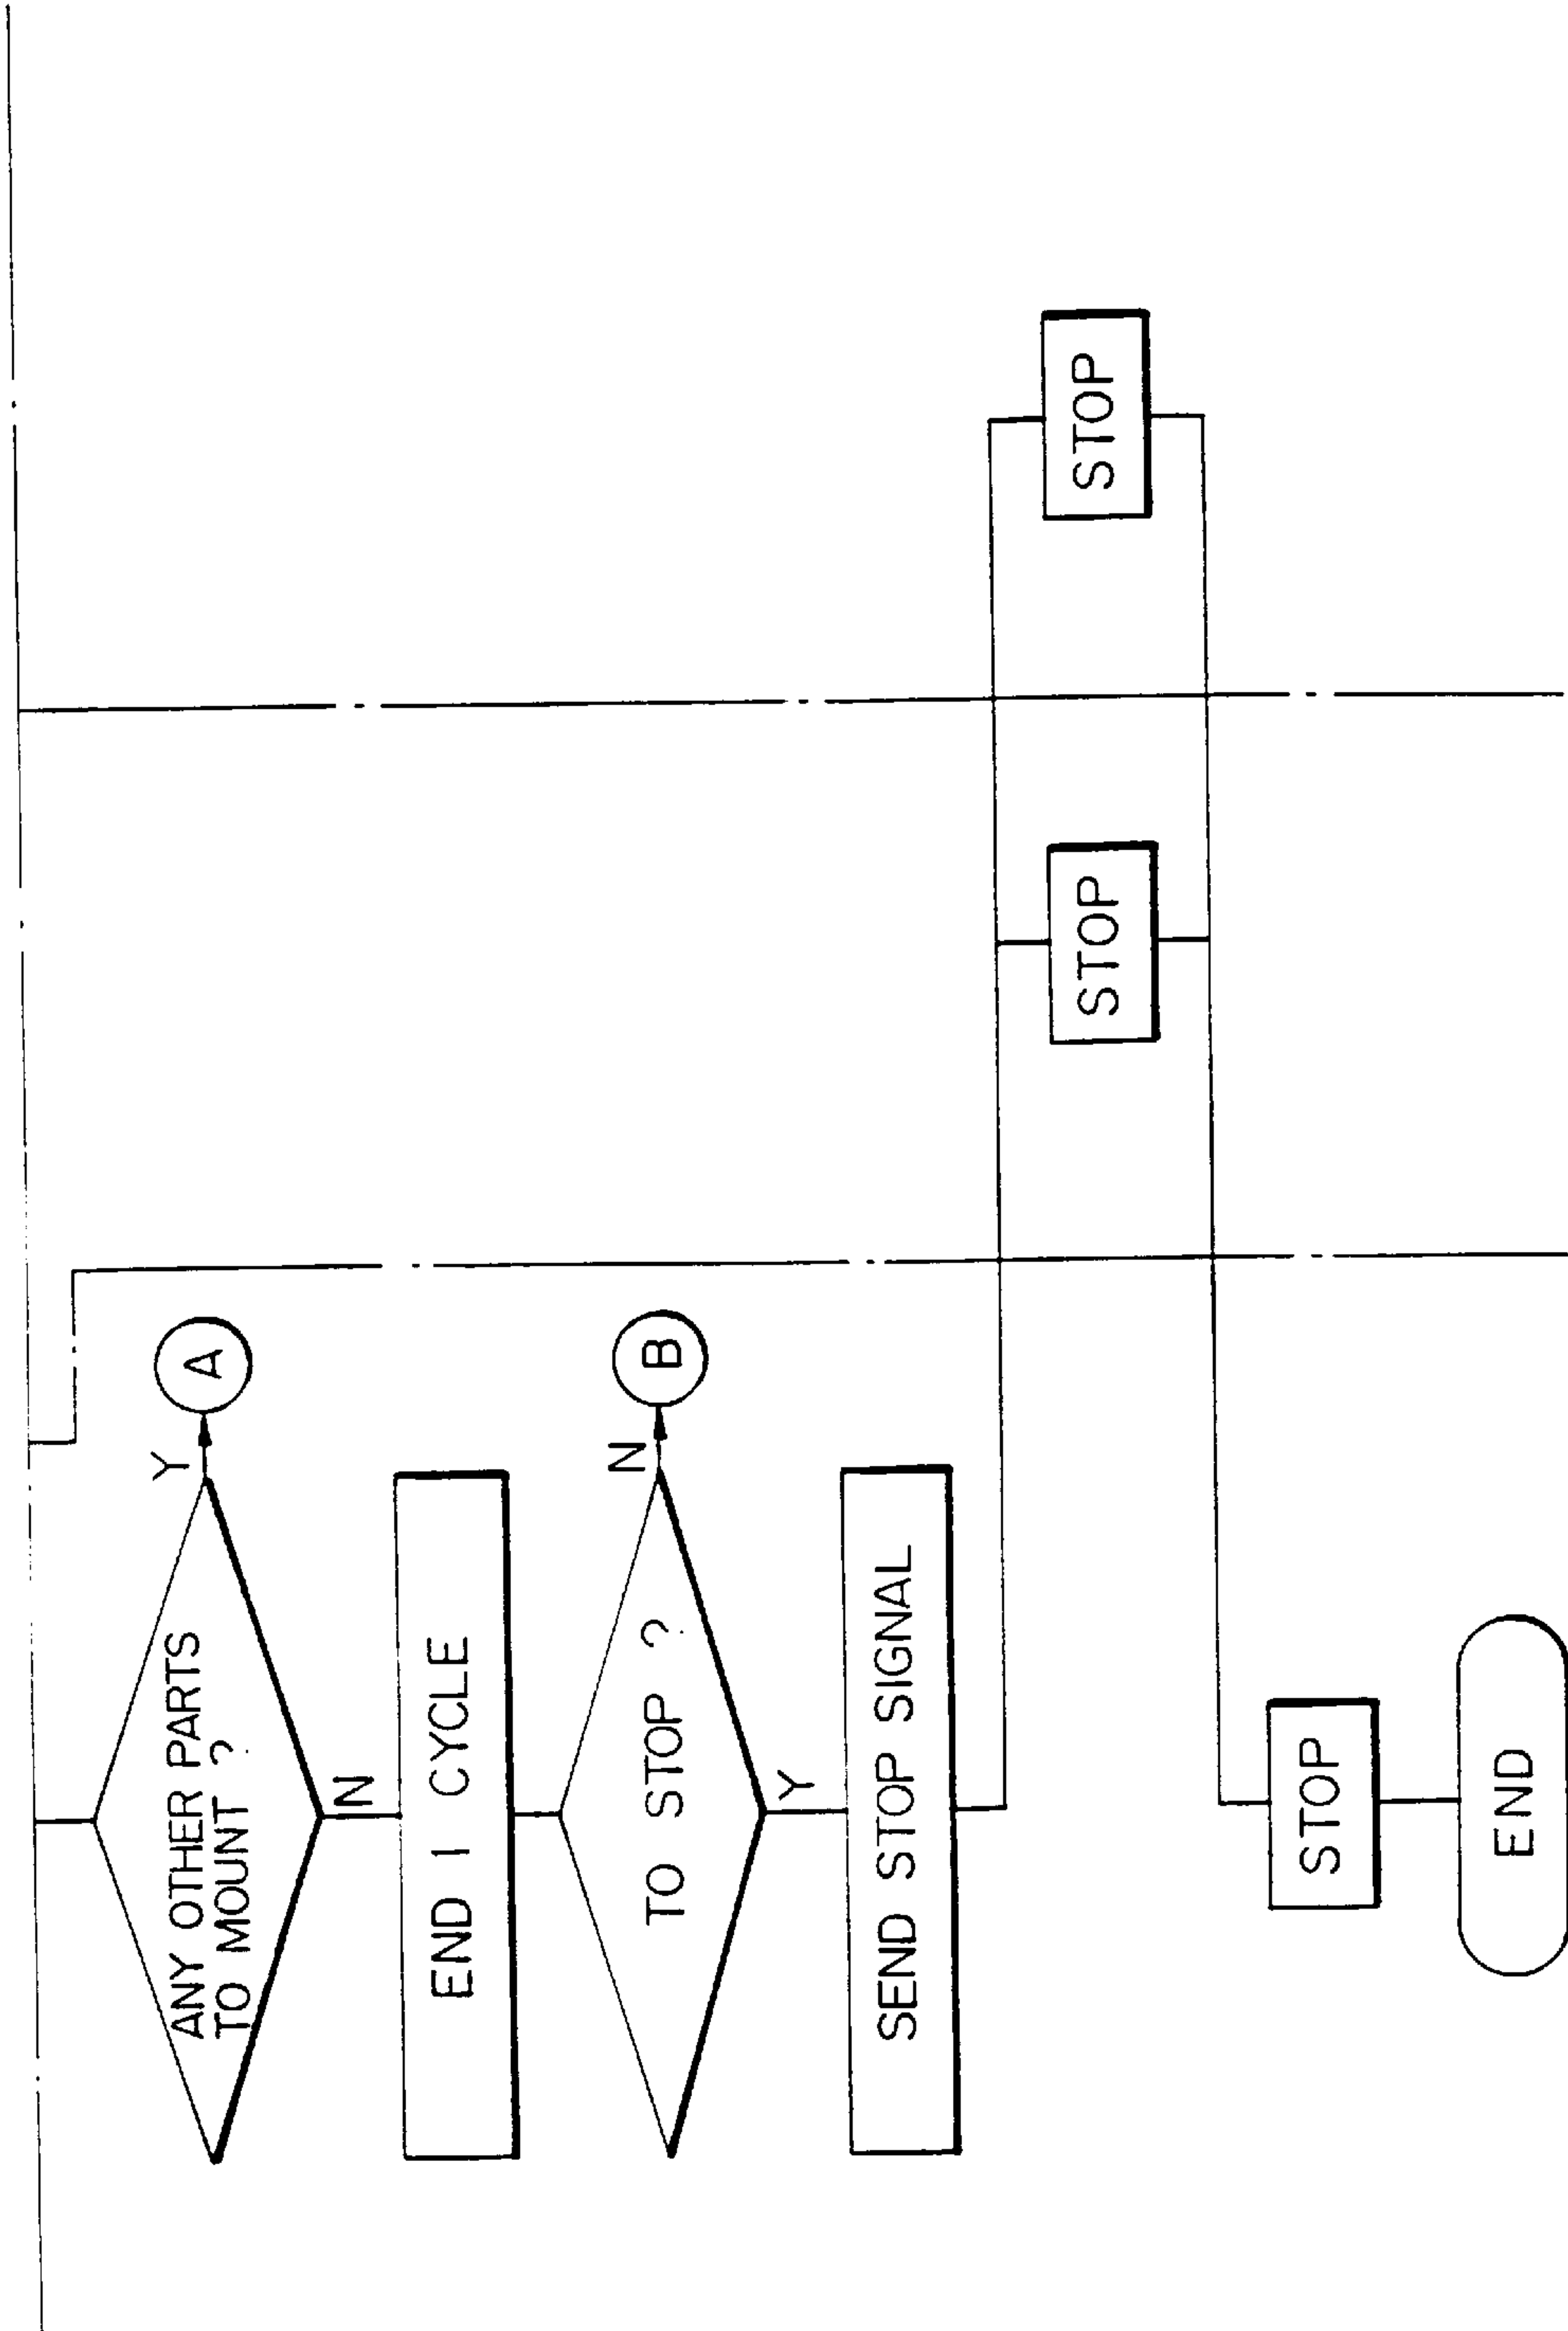 ANY OTHER PARTS
TO MOUNT ?
Y
A
N
END 1 CYCLE
TO STOP ?
N
B
Y
SEND STOP SIGNAL
STOP
STOP
STOP
END